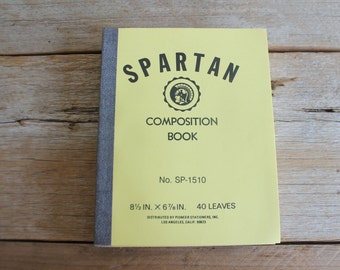 SPARTAN
COMPOSITION
BOOK
No. SP-1510
8½ IN. × 6⅞ IN. 40 LEAVES
DISTRIBUTED BY PIONEER STATIONERS, INC.
LOS ANGELES, CALIF.